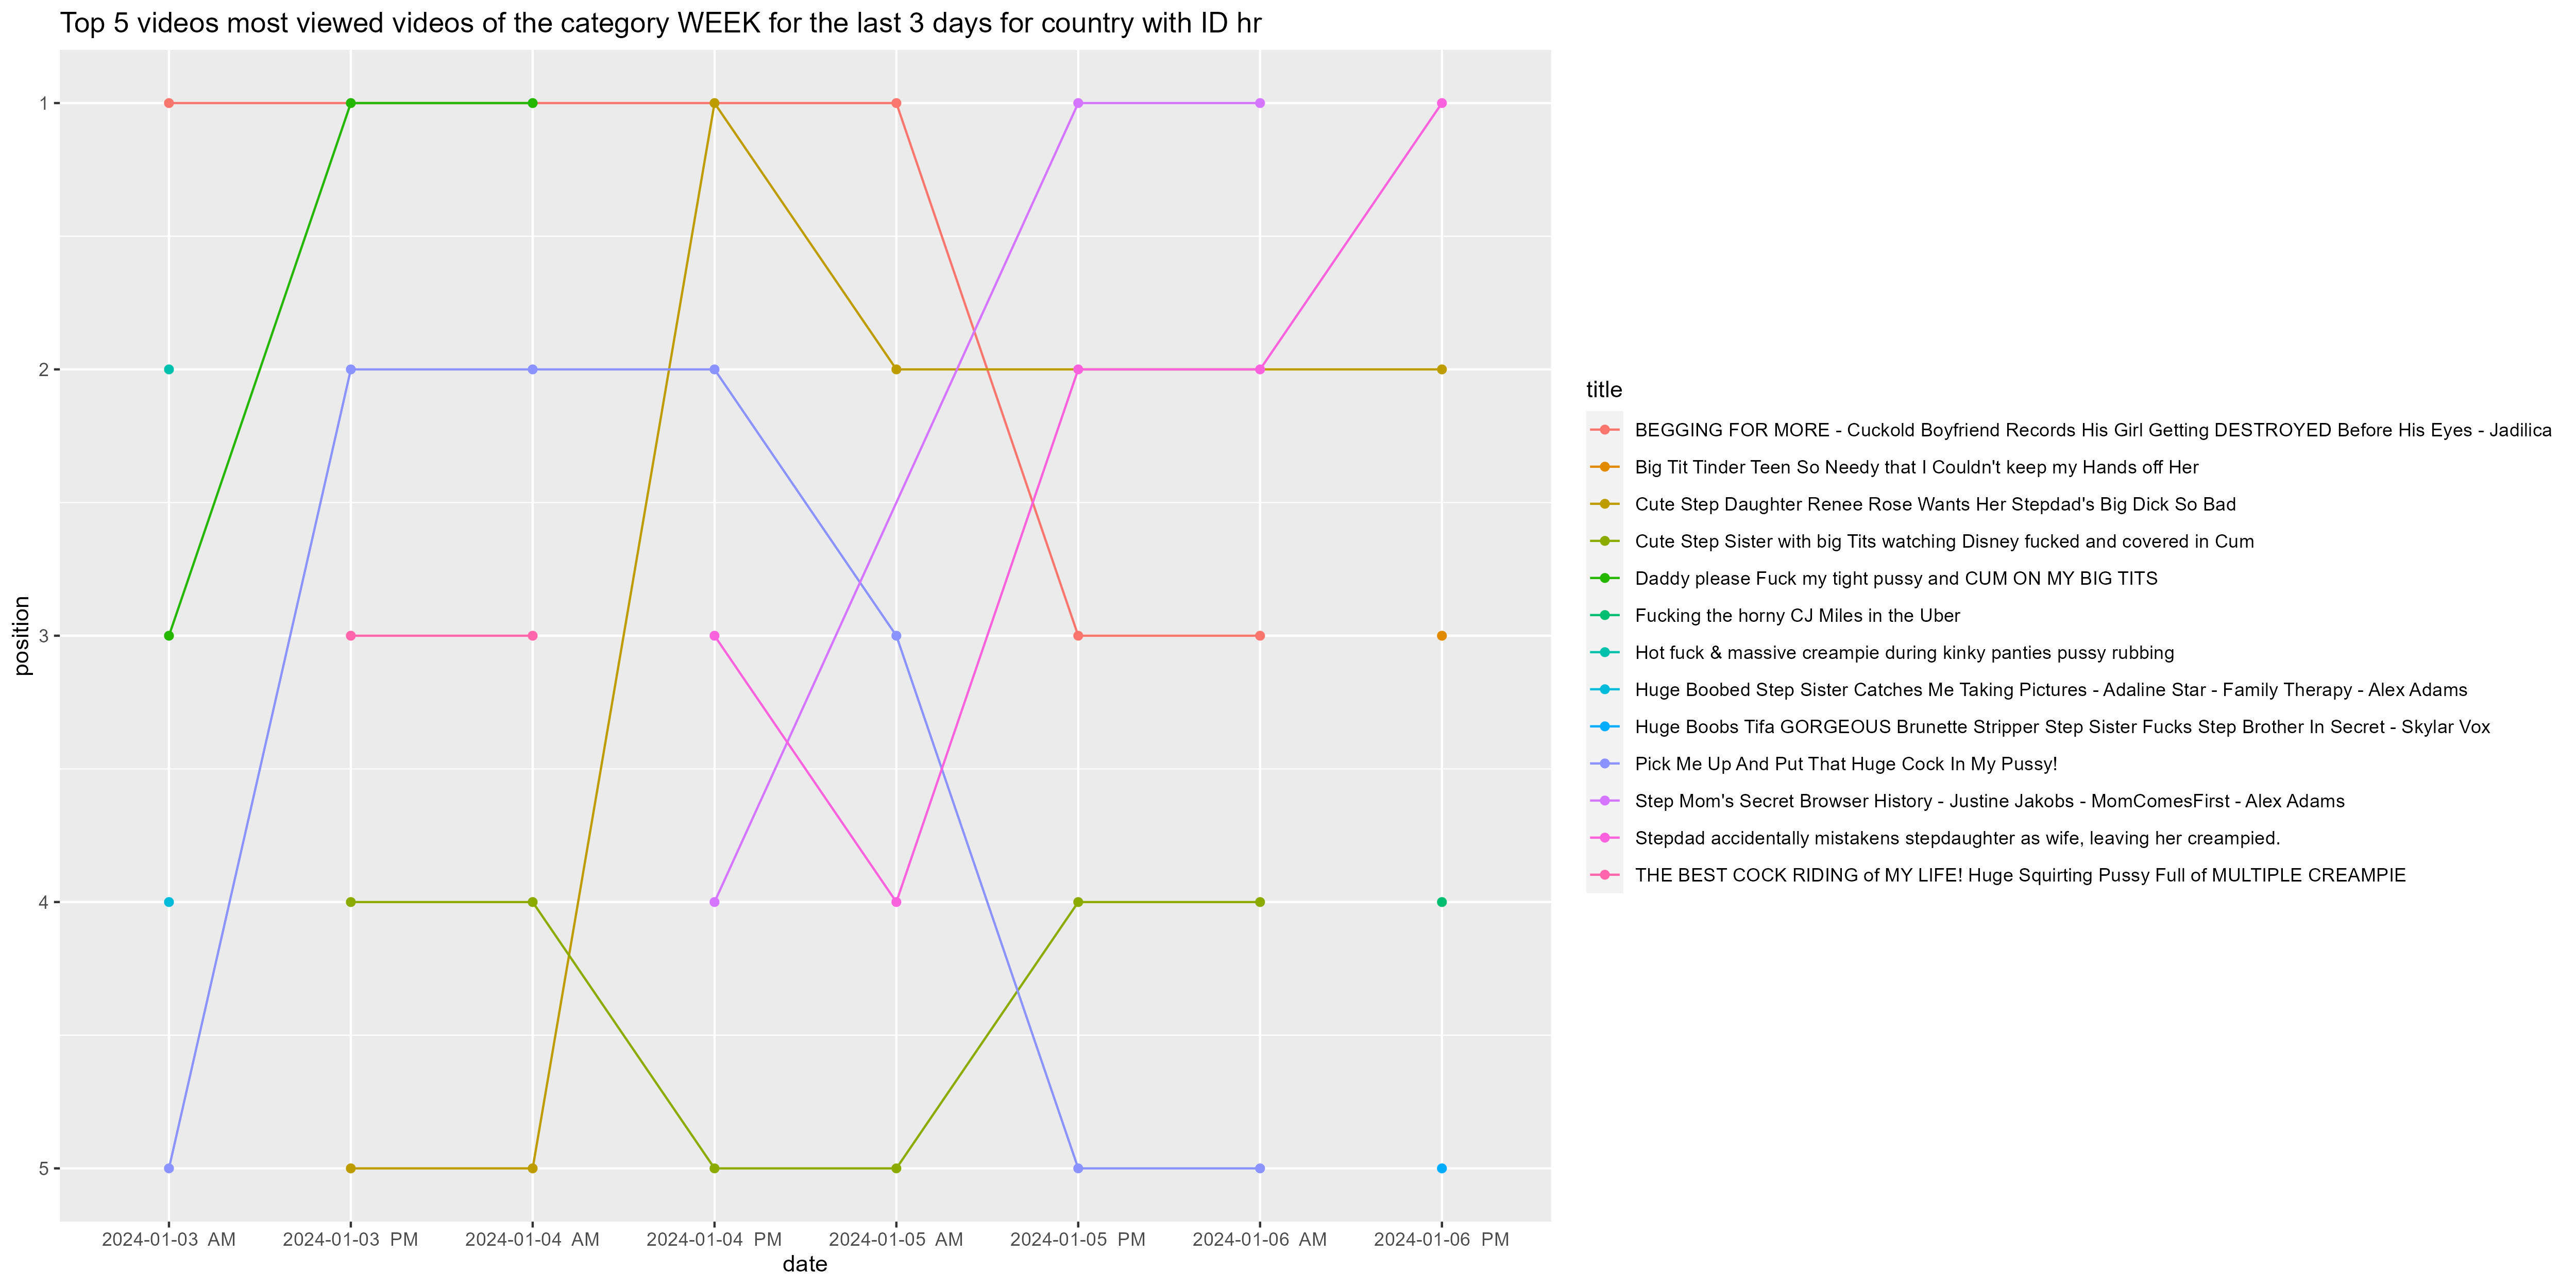 Top 5 videos most viewed videos of the category WEEK for the last 3 days for country with ID hr
position
1
2
3
4
5
2024-01-03 AM
2024-01-03 PM
2024-01-04 AM
2024-01-04 PM
2024-01-05 AM
2024-01-05 PM
2024-01-06 AM
2024-01-06 PM
date
title
BEGGING FOR MORE - Cuckold Boyfriend Records His Girl Getting DESTROYED Before His Eyes - Jadilica
Big Tit Tinder Teen So Needy that I Couldn't keep my Hands off Her
Cute Step Daughter Renee Rose Wants Her Stepdad's Big Dick So Bad
Cute Step Sister with big Tits watching Disney fucked and covered in Cum
Daddy please Fuck my tight pussy and CUM ON MY BIG TITS
Fucking the horny CJ Miles in the Uber
Hot fuck & massive creampie during kinky panties pussy rubbing
Huge Boobed Step Sister Catches Me Taking Pictures - Adaline Star - Family Therapy - Alex Adams
Huge Boobs Tifa GORGEOUS Brunette Stripper Step Sister Fucks Step Brother In Secret - Skylar Vox
Pick Me Up And Put That Huge Cock In My Pussy!
Step Mom's Secret Browser History - Justine Jakobs - MomComesFirst - Alex Adams
Stepdad accidentally mistakens stepdaughter as wife, leaving her creampied.
THE BEST COCK RIDING of MY LIFE! Huge Squirting Pussy Full of MULTIPLE CREAMPIE